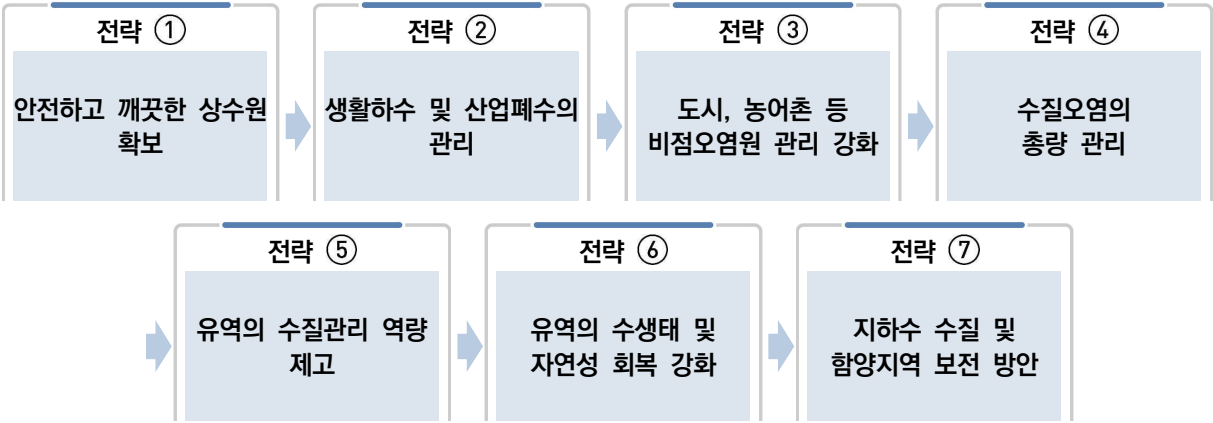 전략 ①
안전하고 깨끗한 상수원
확보
전략 ②
생활하수 및 산업폐수의
관리
전략 ③
도시, 농어촌 등
비점오염원 관리 강화
전략 ④
수질오염의
총량 관리
전략 ⑤
유역의 수질관리 역량
제고
전략 ⑥
유역의 수생태 및
자연성 회복 강화
전략 ⑦
지하수 수질 및
함양지역 보전 방안